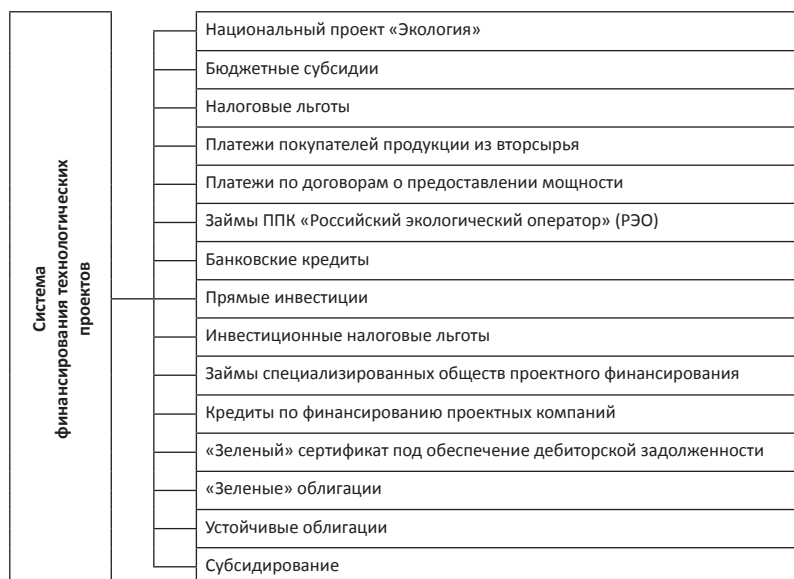 Система
финансирования технологических
проектов
Национальный проект «Экология»
Бюджетные субсидии
Налоговые льготы
Платежи покупателей продукции из вторсырья
Платежи по договорам о предоставлении мощности
Займы ППК «Российский экологический оператор» (РЭО)
Банковские кредиты
Прямые инвестиции
Инвестиционные налоговые льготы
Займы специализированных обществ проектного финансирования
Кредиты по финансированию проектных компаний
«Зеленый» сертификат под обеспечение дебиторской задолженности
«Зеленые» облигации
Устойчивые облигации
Субсидирование